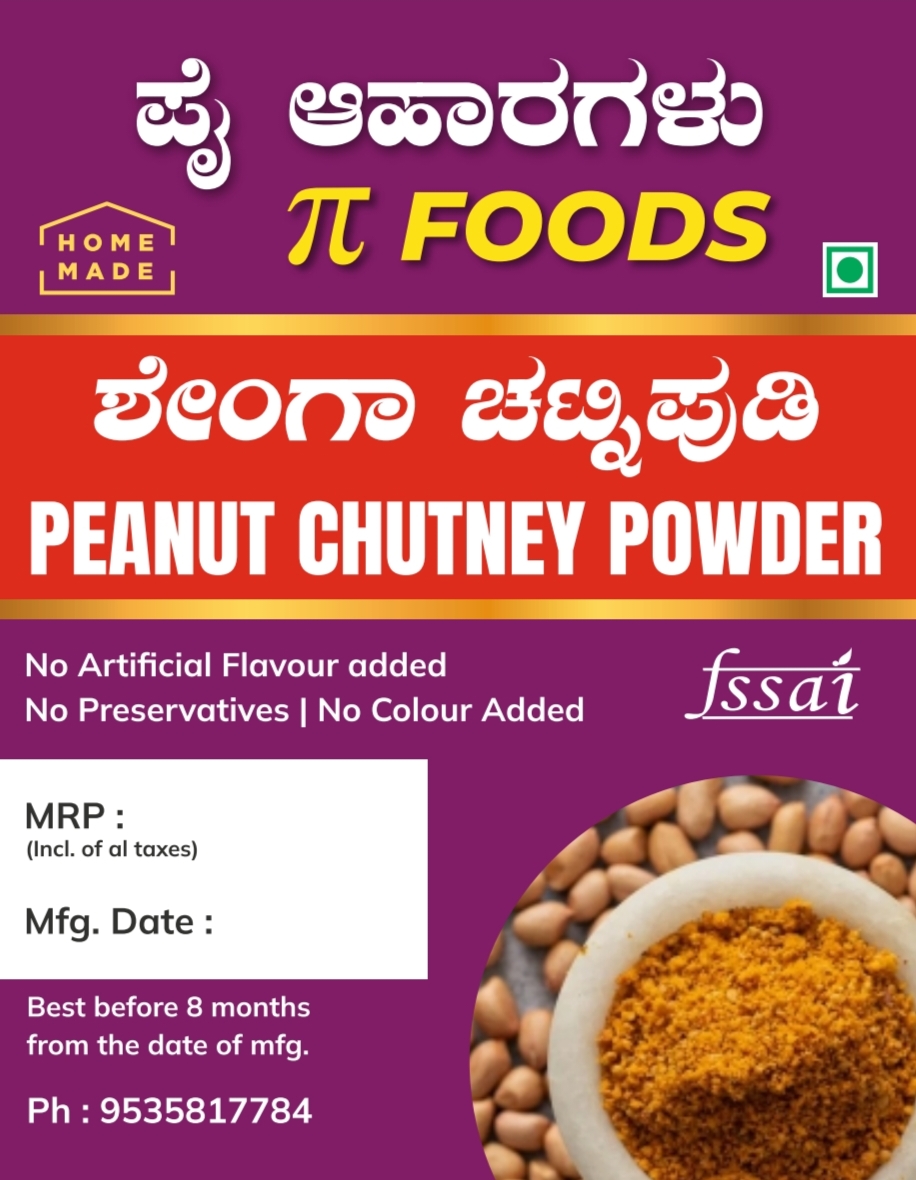 ಪೈ ಆಹಾರಗಳು
π FOODS
HOME
MADE
ಶೇಂಗಾ ಚಟ್ನಿಪುಡಿ
PEANUT CHUTNEY POWDER
No Artificial Flavour added
No Preservatives | No Colour Added
fssai
MRP :
(Incl. of al taxes)
Mfg. Date :
Best before 8 months
from the date of mfg.
Ph : 9535817784